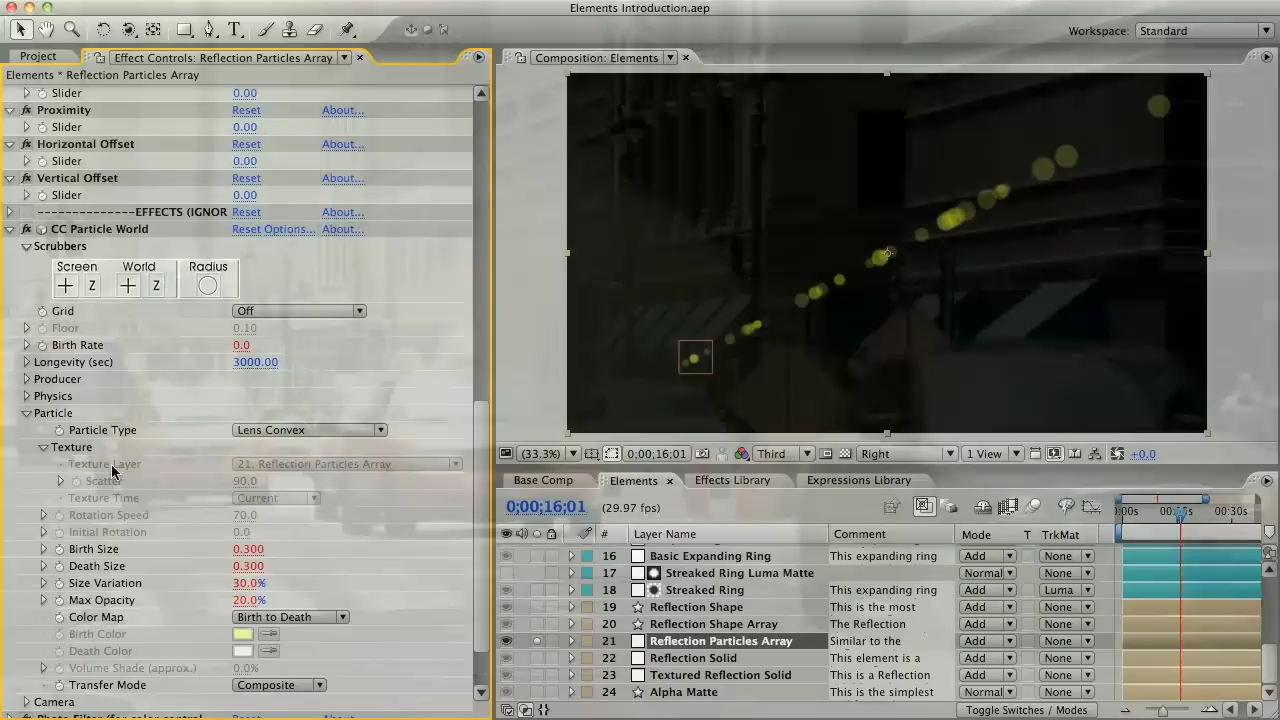 Elements Introduction.aep
Workspace: Standard
Project
Effect Controls: Reflection Particles Array
Composition: Elements
Elements * Reflection Particles Array
Slider 0.00
Proximity Reset About...
Slider 0.00
Horizontal Offset Reset About...
Slider 0.00
Vertical Offset Reset About...
Slider 0.00
--------------EFFECTS (IGNOR Reset About...
CC Particle World Reset Options... About...
Scrubbers
Screen World Radius
Z Z
Grid Off
Floor 0.10
Birth Rate 0.0
Longevity (sec) 3000.00
Producer
Physics
Particle
Particle Type Lens Convex
Texture
Texture Layer 21. Reflection Particles Array
Scatter 90.0
Texture Time Current
Rotation Speed 70.0
Initial Rotation 0.0
Birth Size 0.300
Death Size 0.300
Size Variation 30.0%
Max Opacity 20.0%
Color Map Birth to Death
Birth Color
Death Color
Volume Shade (approx.) 0.0%
Transfer Mode Composite
Camera
(33.3%) 0;00;16;01 Third Right 1 View +0.0
Base Comp Elements Effects Library Expressions Library
0;00;16;01 (29.97 fps)
00:30s
# Layer Name Comment Mode T TrkMat
16 Basic Expanding Ring This expanding ring Add None
17 Streaked Ring Luma Matte Normal None
18 Streaked Ring This expanding ring Add Luma
19 Reflection Shape This is the most Add None
20 Reflection Shape Array The Reflection Add None
21 Reflection Particles Array Similar to the Add None
22 Reflection Solid This element is a Add None
23 Textured Reflection Solid This is a Reflection Add None
24 Alpha Matte This is the simplest Normal None
Toggle Switches / Modes